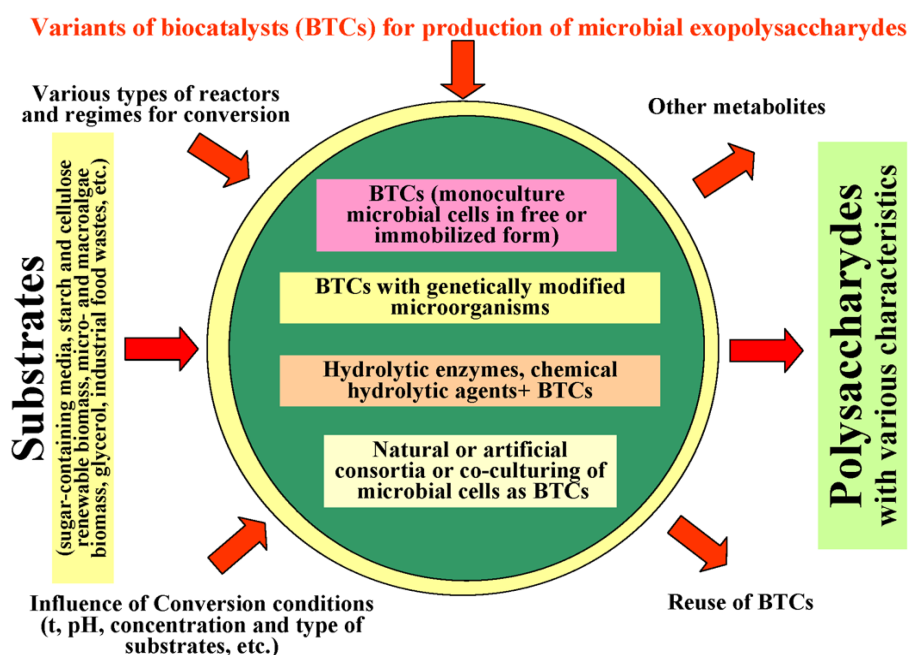 Variants of biocatalysts (BTCs) for production of microbial exopolysaccharydes
Various types of reactors
and regimes for conversion
Other metabolites
Substrates
(sugar-containing media, starch and cellulose
renewable biomass, micro- and macroalgae
biomass, glycerol, industrial food wastes, etc.)
BTCs (monoculture
microbial cells in free or
immobilized form)
BTCs with genetically modified
microorganisms
Hydrolytic enzymes, chemical
hydrolytic agents+ BTCs
Natural or artificial
consortia or co-culturing of
microbial cells as BTCs
Polysaccharydes
with various characteristics
Influence of Conversion conditions
(t, pH, concentration and type of
substrates, etc.)
Reuse of BTCs